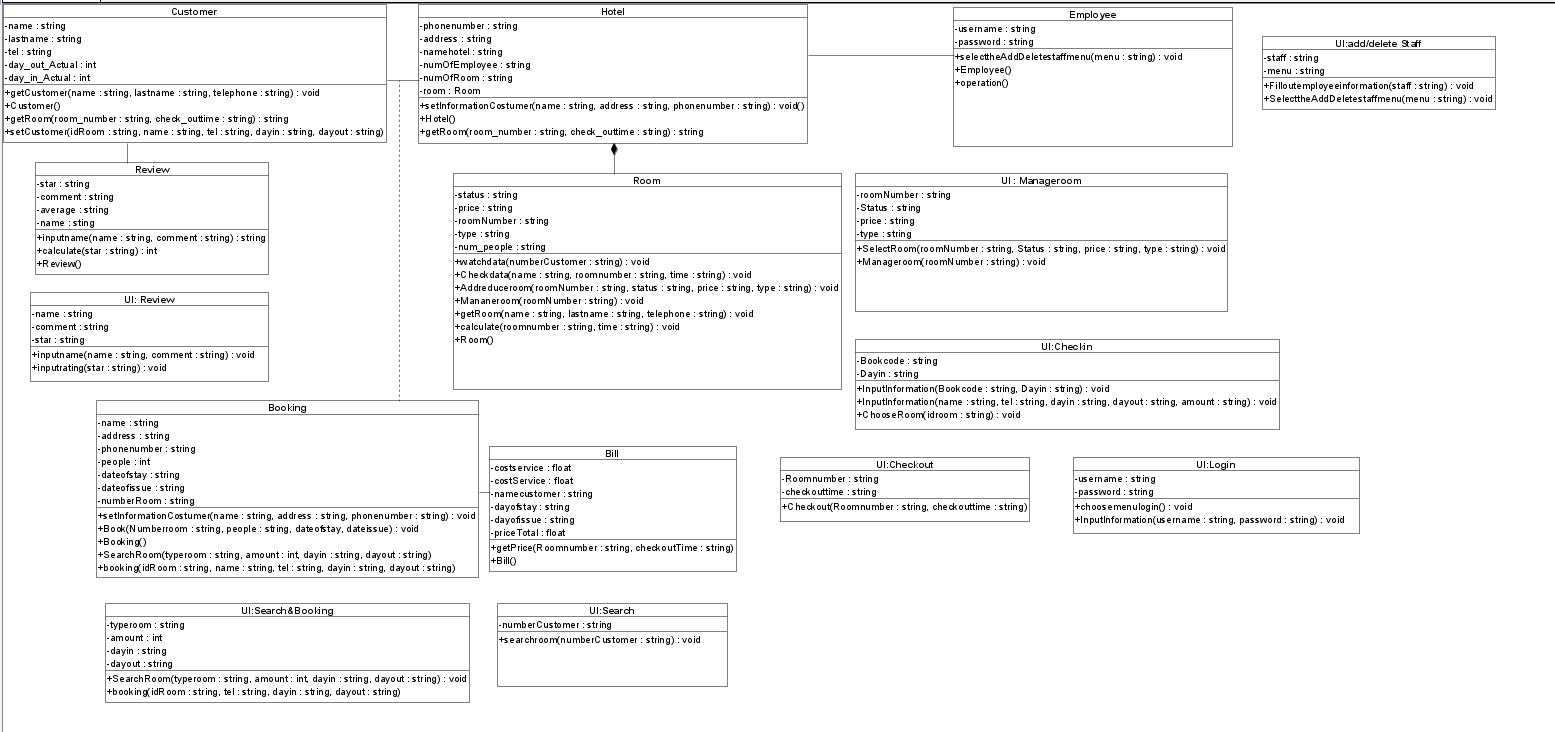 Customer
-name : string
-lastname : string
-tel : string
-day_out_Actual : int
-day_in_Actual : int
+getCustomer(name : string, lastname : string, telephone : string) : void
+Customer()
+getRoom(room_number : string, check_outtime : string) : string
+setCustomer(idRoom : string, name : string, tel : string, dayin : string, dayout : string)
Hotel
-phonenumber : string
-address : string
-namehotel : string
-numOfEmployee : string
-numOfRoom : string
-room : Room
+setInformationCostumer(name : string, address : string, phonenumber : string) : void()
+Hotel()
+getRoom(room_number : string, check_outtime : string) : string
Employee
-username : string
-password : string
+selecttheAddDeletestaffmenu(menu : string) : void
+Employee()
+operation()
UI:add/delete Staff
-staff : string
-menu : string
+Filloutemployeeinformation(staff : string) : void
+SelecttheAddDeletestaffmenu(menu : string) : void
Review
-star : string
-comment : string
-average : string
-name : sting
+inputname(name : string, comment : string) : string
+calculate(star : string) : int
+Review()
Room
-status : string
-price : string
-roomNumber : string
-type : string
-num_people : string
+watchdata(numberCustomer : string) : void
+Checkdata(name : string, roomnumber : string, time : string) : void
+Addreduceroom(roomNumber : string, status : string, price : string, type : string) : void
+Mananeroom(roomNumber : string) : void
+getRoom(name : string, lastname : string, telephone : string) : void
+calculate(roomnumber : string, time : string) : void
+Room()
UI : Manageroom
-roomNumber : string
-Status : string
-price : string
-type : string
+SelectRoom(roomNumber : string, Status : string, price : string, type : string) : void
+Manageroom(roomNumber : string) : void
UI: Review
-name : string
-comment : string
-star : string
+inputname(name : string, comment : string) : void
+inputrating(star : string) : void
UI:Checkin
-Bookcode : string
-Dayin : string
+InputInformation(Bookcode : string, Dayin : string) : void
+InputInformation(name : string, tel : string, dayin : string, dayout : string, amount : string) : void
+ChooseRoom(idroom : string) : void
Booking
-name : string
-address : string
-phonenumber : string
-people : int
-dateofstay : string
-dateofissue : string
-numberRoom : string
+setInformationCostumer(name : string, address : string, phonenumber : string) : void
+Book(Numberroom : string, people : string, dateofstay, dateissue) : void
+Booking()
+SearchRoom(typeroom : string, amount : int, dayin : string, dayout : string)
+booking(idRoom : string, name : string, tel : string, dayin : string, dayout : string)
Bill
-costservice : float
-costService : float
-namecustomer : string
-dayofstay : string
-dayofissue : string
-priceTotal : float
+getPrice(Roomnumber : string, checkoutTime : string)
+Bill()
UI:Checkout
-Roomnumber : string
-checkouttime : string
+Checkout(Roomnumber : string, checkouttime : string)
UI:Login
-username : string
-password : string
+choosemenulogin() : void
+InputInformation(username : string, password : string) : void
UI:Search&Booking
-typeroom : string
-amount : int
-dayin : string
-dayout : string
+SearchRoom(typeroom : string, amount : int, dayin : string, dayout : string) : void
+booking(idRoom : string, tel : string, dayin : string, dayout : string)
UI:Search
-numberCustomer : string
+searchroom(numberCustomer : string) : void